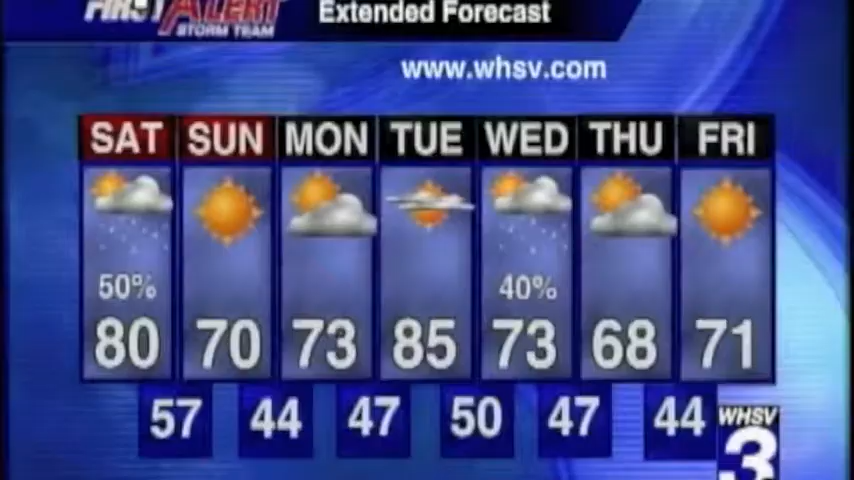 FIRST ALERT
STORM TEAM
Extended Forecast
www.whsv.com
SAT SUN MON TUE WED THU FRI
50% 40%
80 70 73 85 73 68 71
57 44 47 50 47 44
WHSV
3